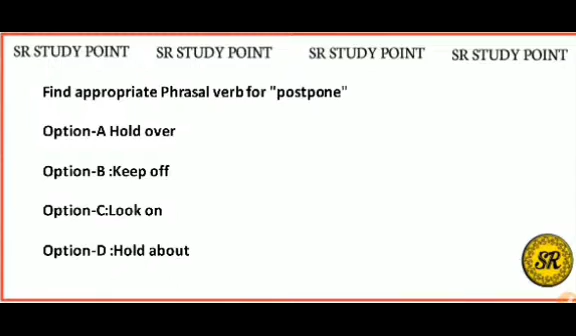 SR STUDY POINT SR STUDY POINT SR STUDY POINT SR STUDY POINT
Find appropriate Phrasal verb for "postpone"
Option-A Hold over
Option-B :Keep off
Option-C:Look on
Option-D :Hold about
SR